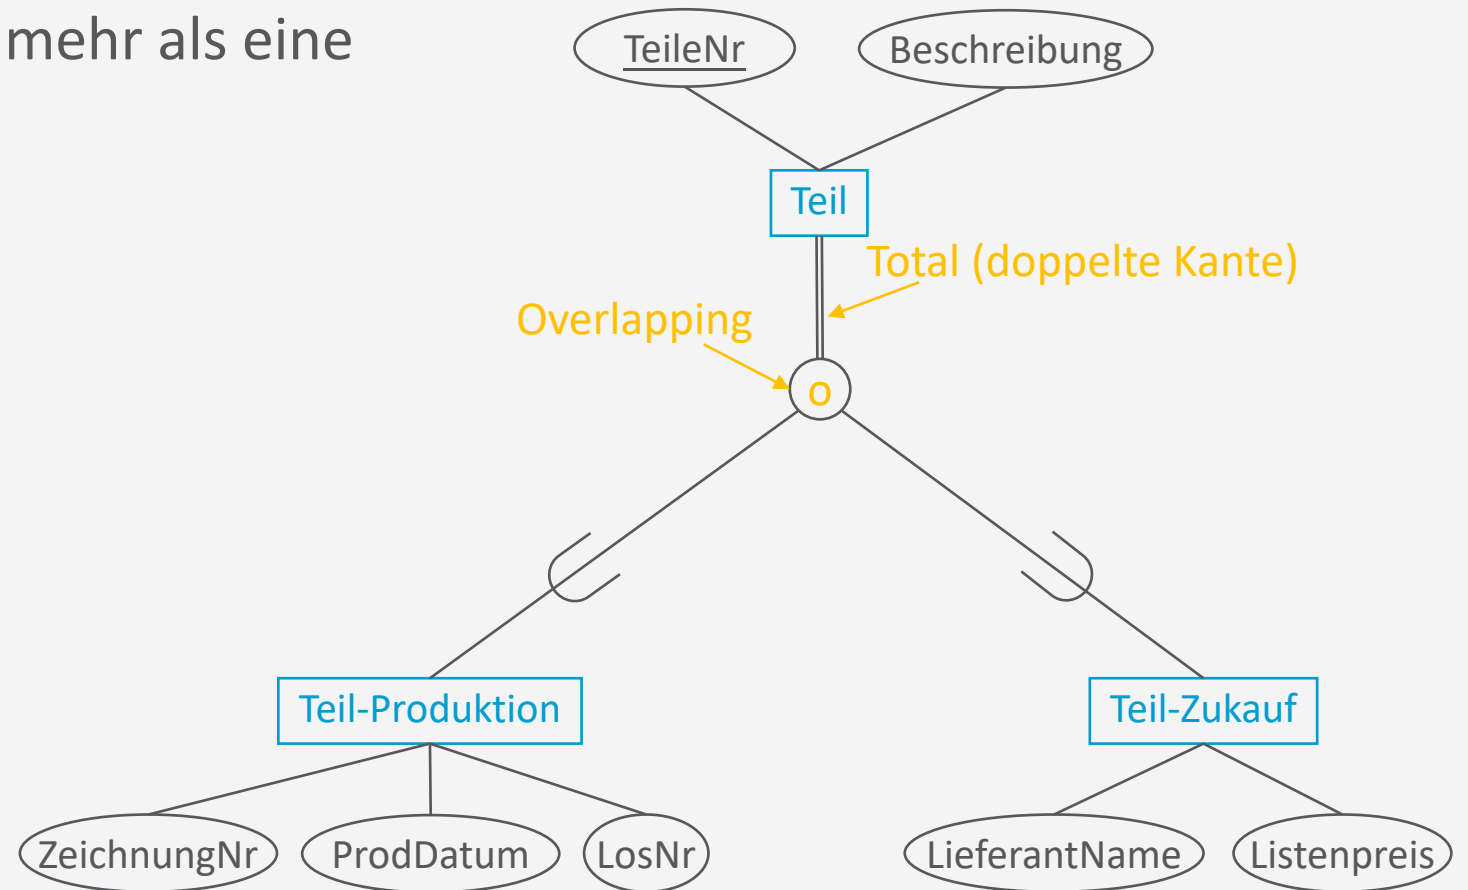 mehr als eine
TeileNr
Beschreibung
Teil
Total (doppelte Kante)
Overlapping
o
Teil-Produktion
Teil-Zukauf
ZeichnungNr
ProdDatum
LosNr
LieferantName
Listenpreis